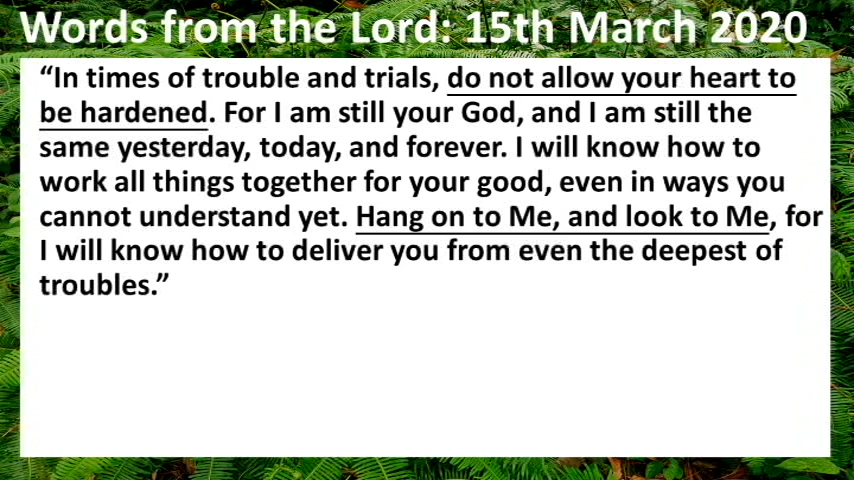 Words from the Lord: 15th March 2020
“In times of trouble and trials, do not allow your heart to
be hardened. For I am still your God, and I am still the
same yesterday, today, and forever. I will know how to
work all things together for your good, even in ways you
cannot understand yet. Hang on to Me, and look to Me, for
I will know how to deliver you from even the deepest of
troubles.”